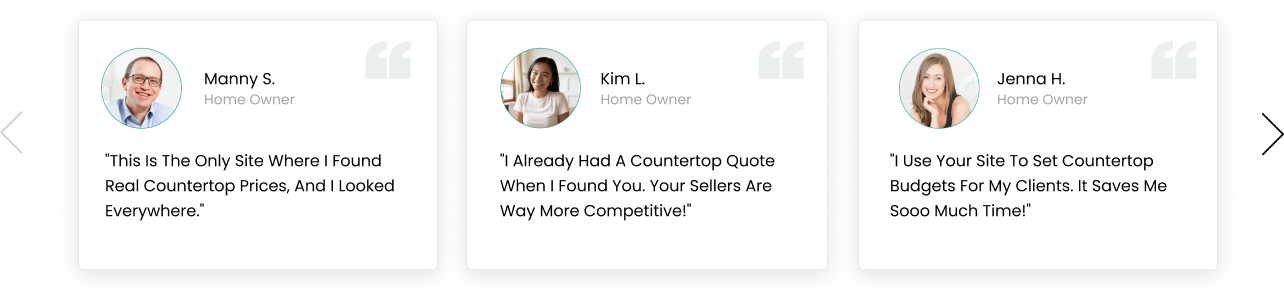 Manny S.
Home Owner
"This Is The Only Site Where I Found
Real Countertop Prices, And I Looked
Everywhere."
Kim L.
Home Owner
"I Already Had A Countertop Quote
When I Found You. Your Sellers Are
Way More Competitive!"
Jenna H.
Home Owner
"I Use Your Site To Set Countertop
Budgets For My Clients. It Saves Me
Sooo Much Time!"